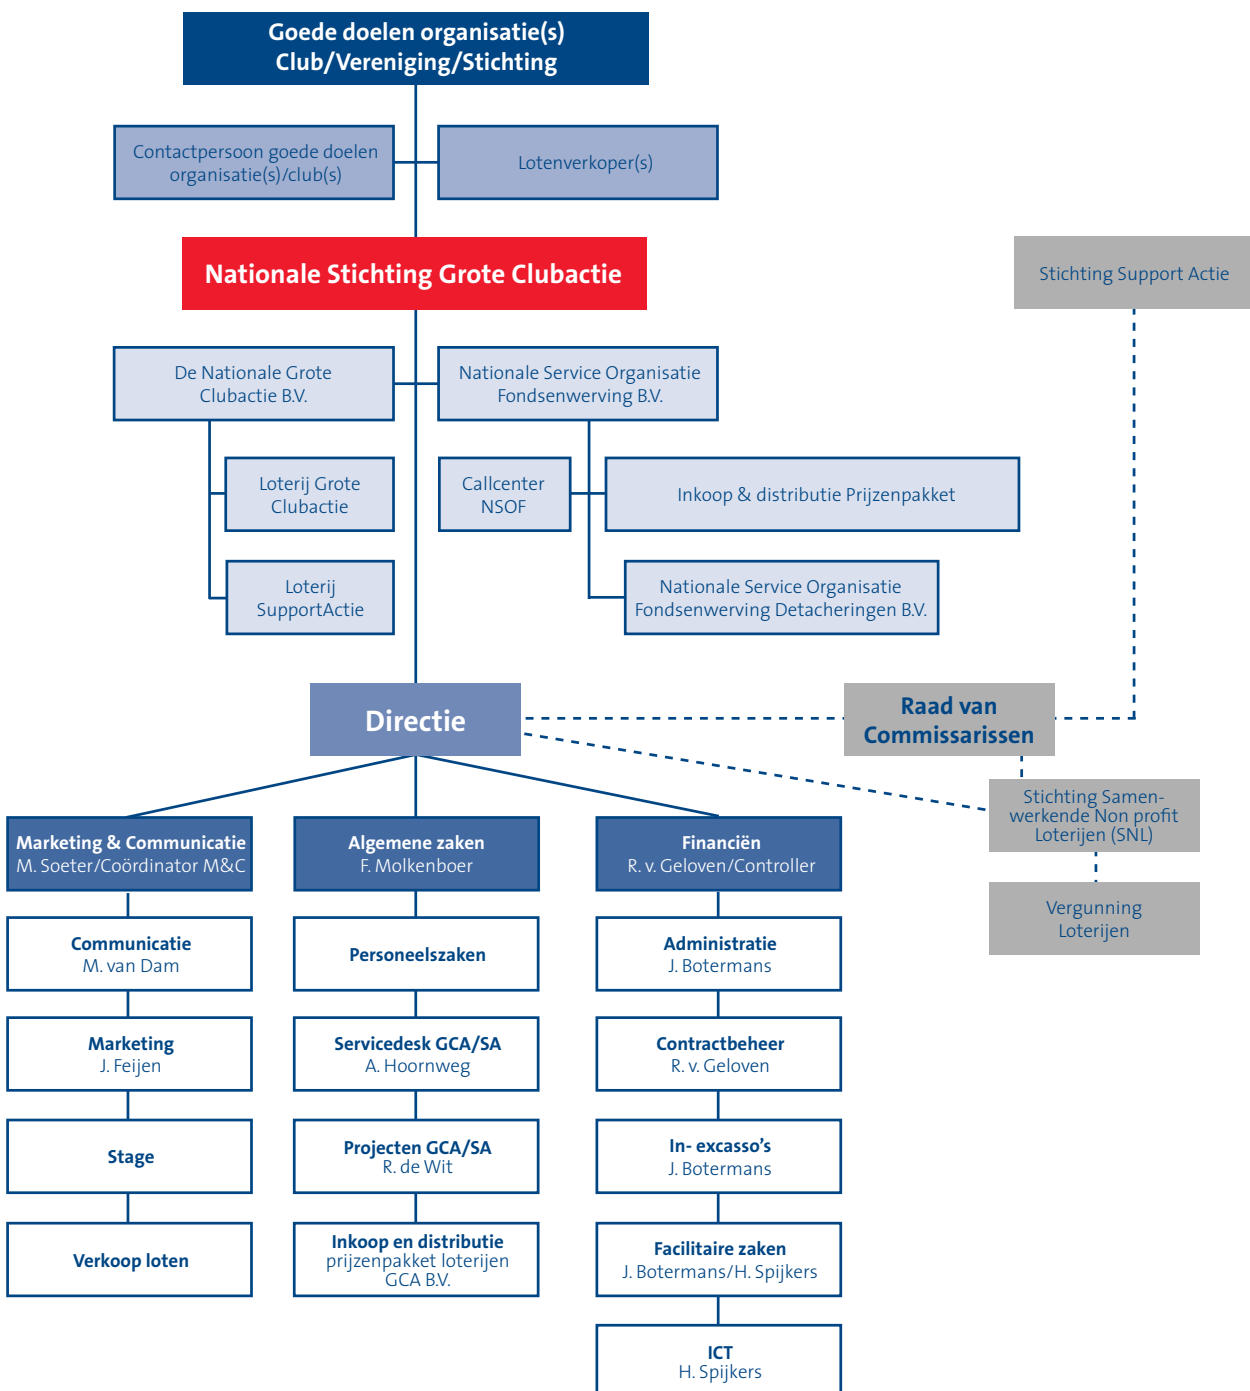 Goede doelen organisatie(s)
Club/Vereniging/Stichting
Contactpersoon goede doelen
organisatie(s)/club(s)
Lotenverkoper(s)
Nationale Stichting Grote Clubactie
Stichting Support Actie
De Nationale Grote
Clubactie B.V.
Nationale Service Organisatie
Fondsenwerving B.V.
Loterij Grote
Clubactie
Callcenter
NSOF
Inkoop & distributie Prijzenpakket
Loterij
SupportActie
Nationale Service Organisatie
Fondsenwerving Detacheringen B.V.
Directie
Raad van
Commissarissen
Stichting Samen-
werkende Non profit
Loterijen (SNL)
Vergunning
Loterijen
Marketing & Communicatie
M. Soeter/Coördinator M&C
Communicatie
M. van Dam
Marketing
J. Feijen
Stage
Verkoop loten
Algemene zaken
F. Molkenboer
Personeelszaken
Servicedesk GCA/SA
A. Hoornweg
Projecten GCA/SA
R. de Wit
Inkoop en distributie
prijzenpakket loterijen
GCA B.V.
Financiën
R. v. Geloven/Controller
Administratie
J. Botermans
Contractbeheer
R. v. Geloven
In- excasso’s
J. Botermans
Facilitaire zaken
J. Botermans/H. Spijkers
ICT
H. Spijkers